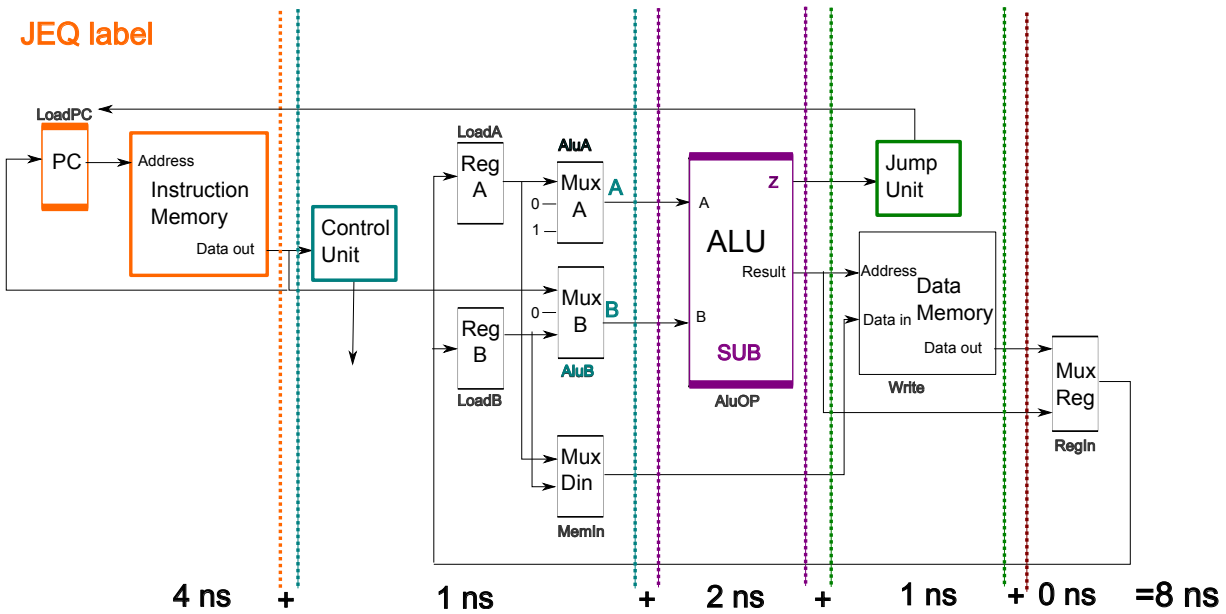 JEQ label
LoadPC
PC
Address
Instruction
Memory
Data out
Control
Unit
LoadA
Reg
A
AluA
Mux
A
0
1
A
Mux
B
0
B
AluB
Reg
B
LoadB
Mux
Din
MemIn
Z
A
ALU
Result
B
SUB
AluOP
Jump
Unit
Address
Data
Memory
Data in
Data out
Write
Mux
Reg
RegIn
4 ns + 1 ns + 2 ns + 1 ns + 0 ns =8 ns